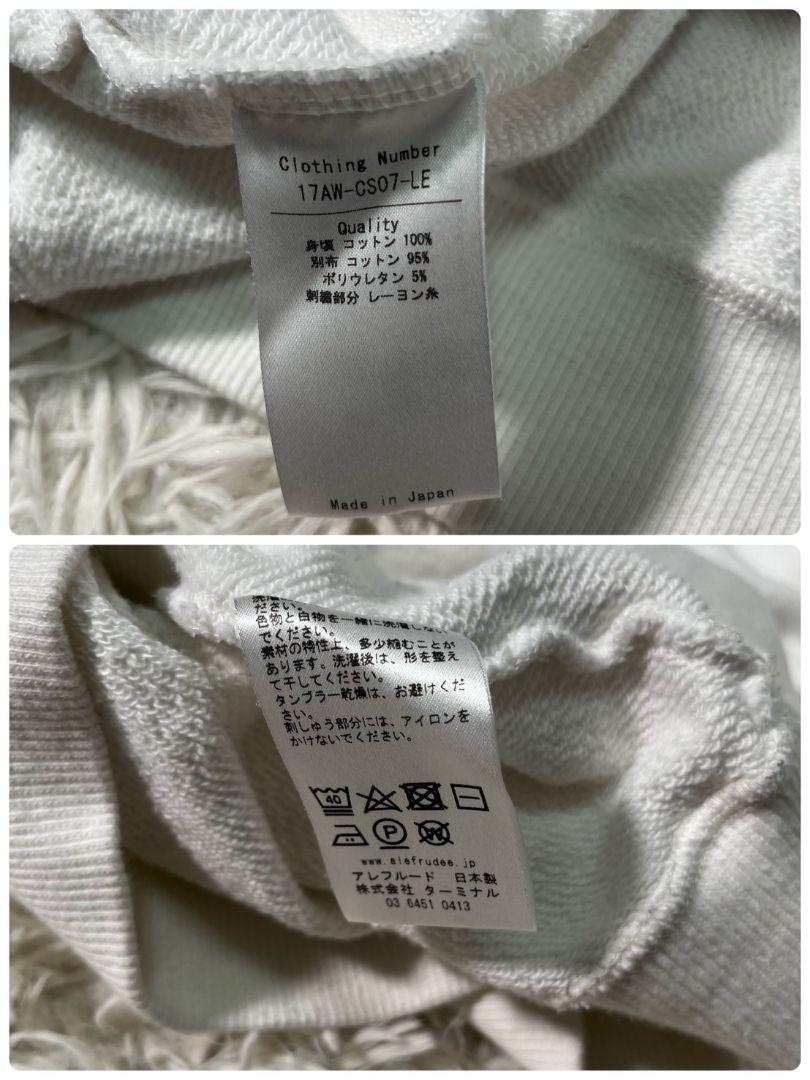 Clothing Number
17AW-CS07-LE
Quality
身頃 コットン 100%
別布 コットン 95%
ポリウレタン 5%
刺繍部分 レーヨン糸
Made in Japan
ださい。
色物と白物を一緒に洗濯しない
でください。
素材の特性上、多少縮むことが
あります。洗濯後は、形を整え
て干してください。
タンブラー乾燥は、お避けくだ
さい。
刺しゅう部分には、アイロンを
かけないでください。
40
P
W
www.alefrudee.jp
アレフルード 日本製
株式会社 ターミナル
03 6451 0413